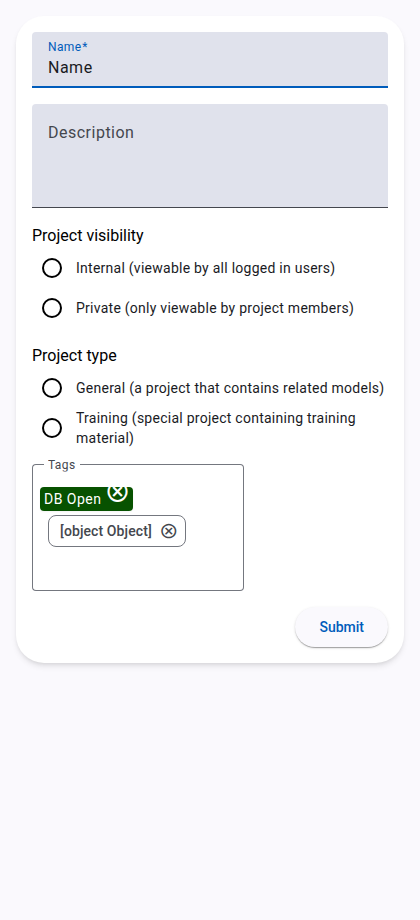 Name*
Name
Description
Project visibility
Internal (viewable by all logged in users)
Private (only viewable by project members)
Project type
General (a project that contains related models)
Training (special project containing training
material)
Tags
DB Open
[object Object]
Submit